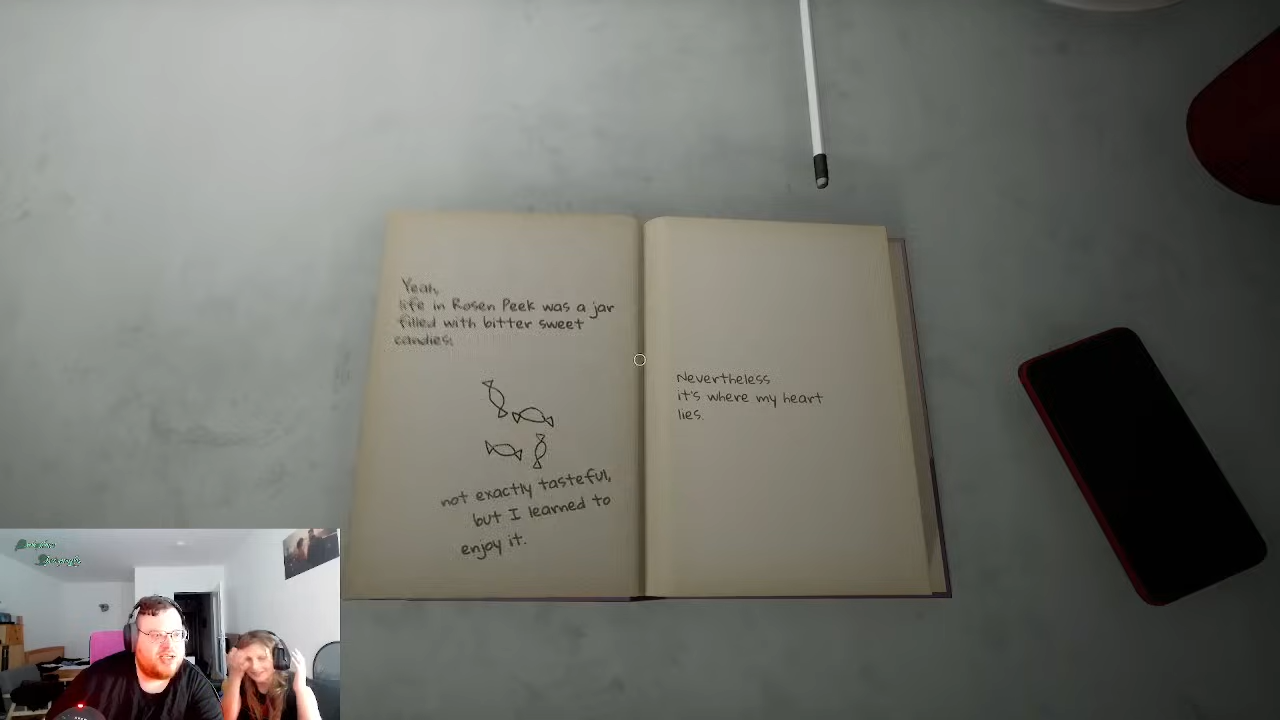 Yeah,
life in Rosen Peek was a jar
filled with bitter sweet
candies:
not exactly tasteful,
but I learned to
enjoy it.
Nevertheless
it's where my heart
lies.